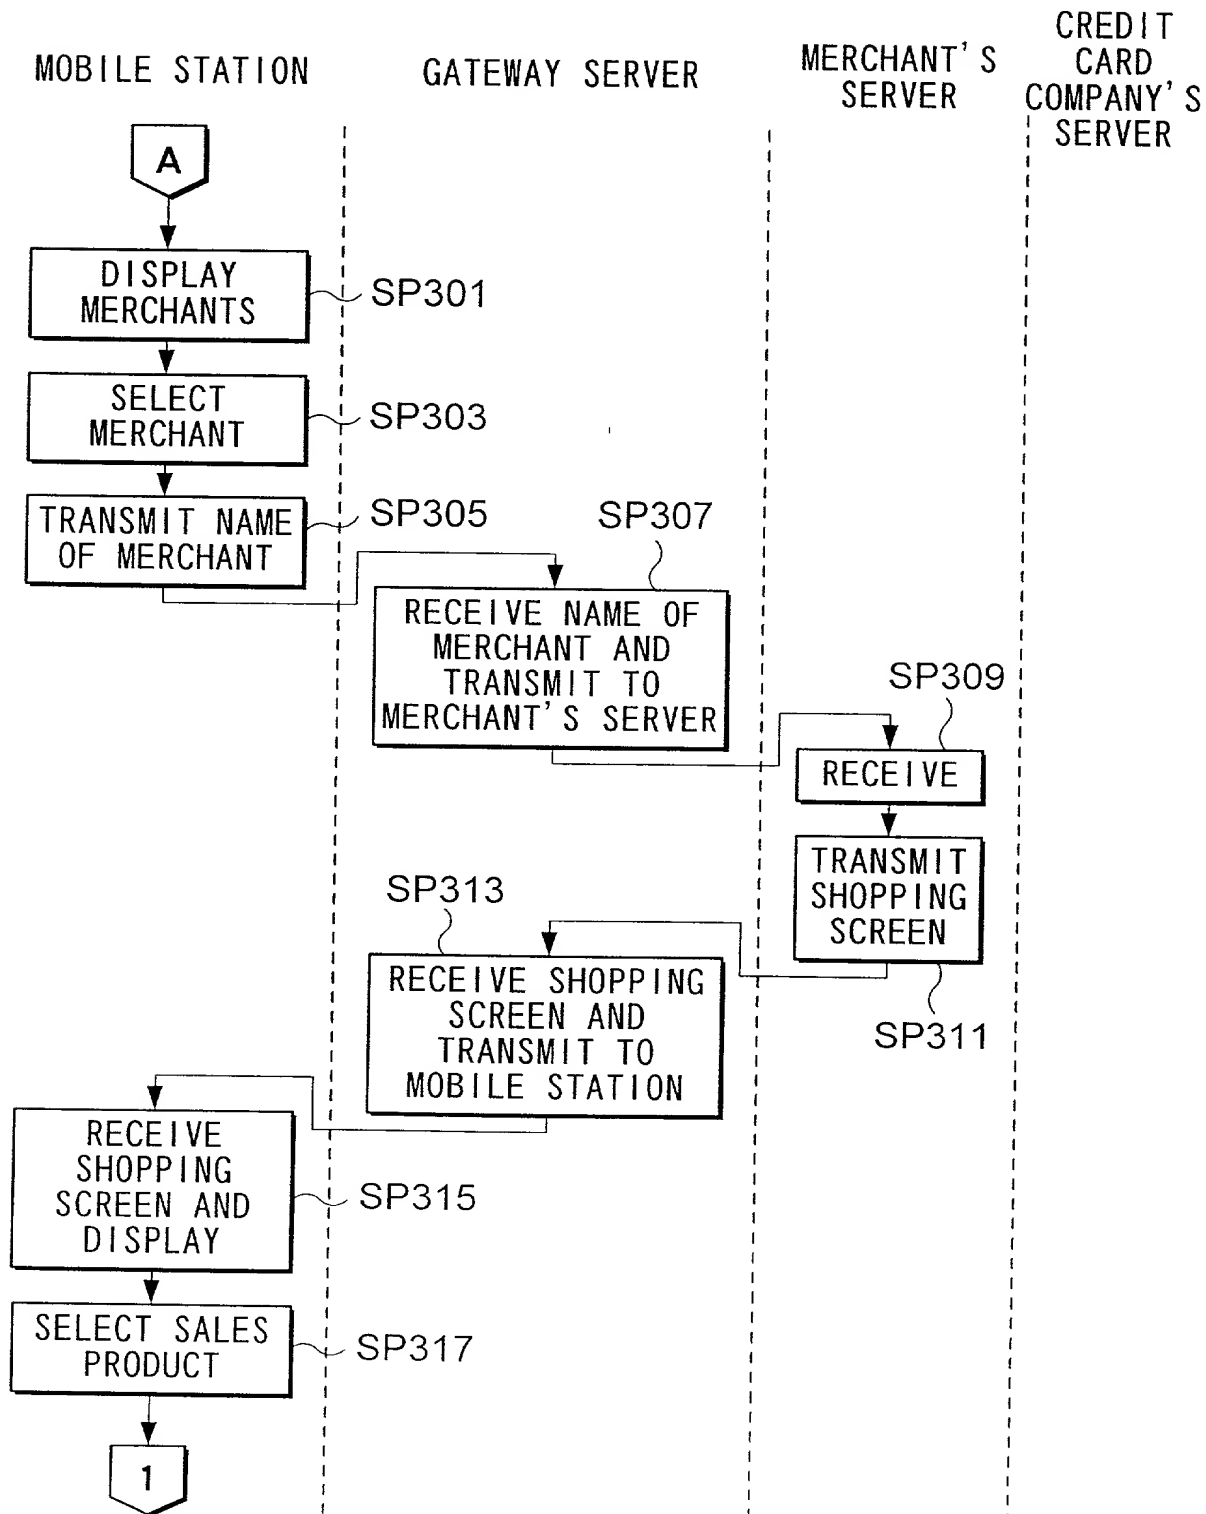 MOBILE STATION
GATEWAY SERVER
MERCHANT'S
SERVER
CREDIT
CARD
COMPANY'S
SERVER
A
DISPLAY
MERCHANTS
SP301
SELECT
MERCHANT
SP303
TRANSMIT NAME
OF MERCHANT
SP305
SP307
RECEIVE NAME OF
MERCHANT AND
TRANSMIT TO
MERCHANT'S SERVER
SP309
RECEIVE
TRANSMIT
SHOPPING
SCREEN
SP311
SP313
RECEIVE SHOPPING
SCREEN AND
TRANSMIT TO
MOBILE STATION
RECEIVE
SHOPPING
SCREEN AND
DISPLAY
SP315
SELECT SALES
PRODUCT
SP317
1